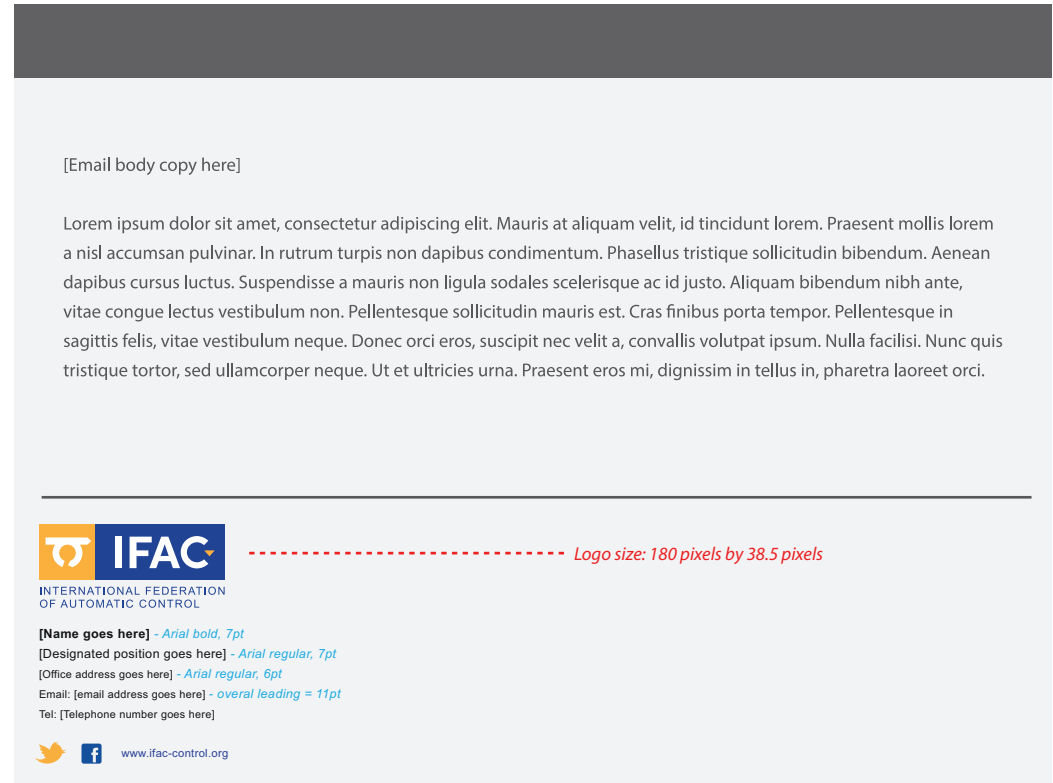 [Email body copy here]
Lorem ipsum dolor sit amet, consectetur adipiscing elit. Mauris at aliquam velit, id tincidunt lorem. Praesent mollis lorem
a nisl accumsan pulvinar. In rutrum turpis non dapibus condimentum. Phasellus tristique sollicitudin bibendum. Aenean
dapibus cursus luctus. Suspendisse a mauris non ligula sodales scelerisque ac id justo. Aliquam bibendum nibh ante,
vitae congue lectus vestibulum non. Pellentesque sollicitudin mauris est. Cras finibus porta tempor. Pellentesque in
sagittis felis, vitae vestibulum neque. Donec orci eros, suscipit nec velit a, convallis volutpat ipsum. Nulla facilisi. Nunc quis
tristique tortor, sed ullamcorper neque. Ut et ultricies urna. Praesent eros mi, dignissim in tellus in, pharetra laoreet orci.
IFAC
Logo size: 180 pixels by 38.5 pixels
INTERNATIONAL FEDERATION
OF AUTOMATIC CONTROL
[Name goes here] - Arial bold, 7pt
[Designated position goes here] - Arial regular, 7pt
[Office address goes here] - Arial regular, 6pt
Email: [email address goes here] - overal leading = 11pt
Tel: [Telephone number goes here]
www.ifac-control.org